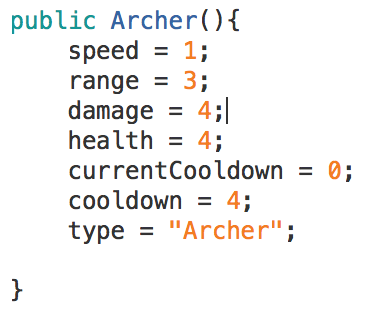 public Archer(){
    speed = 1;
    range = 3;
    damage = 4;
    health = 4;
    currentCooldown = 0;
    cooldown = 4;
    type = "Archer";
}